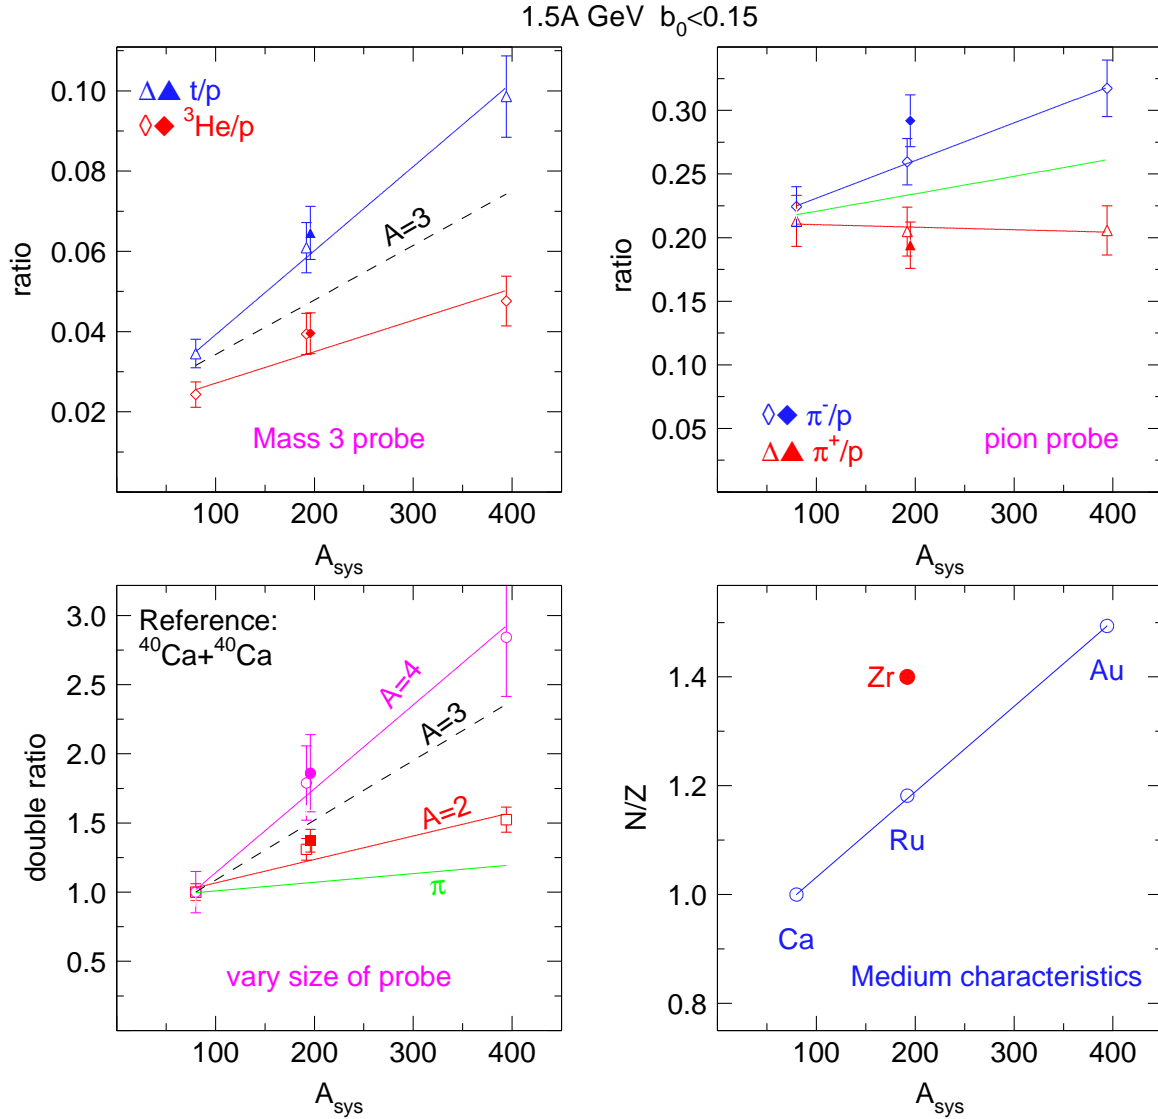 1.5A GeV b₀<0.15
0.10
0.08
0.06
0.04
0.02
ratio
t/p
³He/p
A=3
Mass 3 probe
100 200 300 400
A_sys
0.30
0.25
0.20
0.15
0.10
0.05
ratio
π⁻/p
π⁺/p
pion probe
100 200 300 400
A_sys
3.0
2.5
2.0
1.5
1.0
0.5
double ratio
Reference:
⁴⁰Ca+⁴⁰Ca
A=4
A=3
A=2
π
vary size of probe
100 200 300 400
A_sys
1.4
1.2
1.0
0.8
N/Z
Zr
Au
Ru
Ca
Medium characteristics
100 200 300 400
A_sys